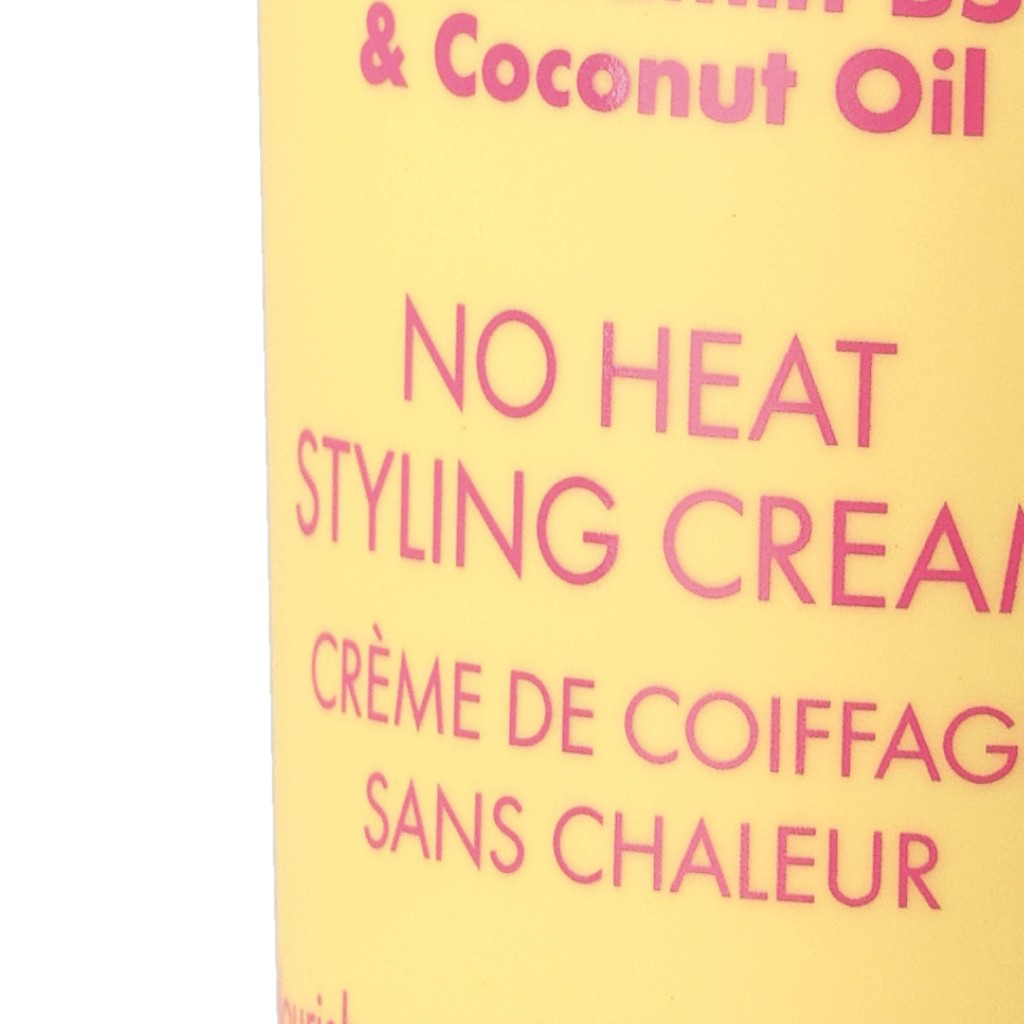 & Coconut Oil
NO HEAT
STYLING CREAM
CRÈME DE COIFFAG
SANS CHALEUR